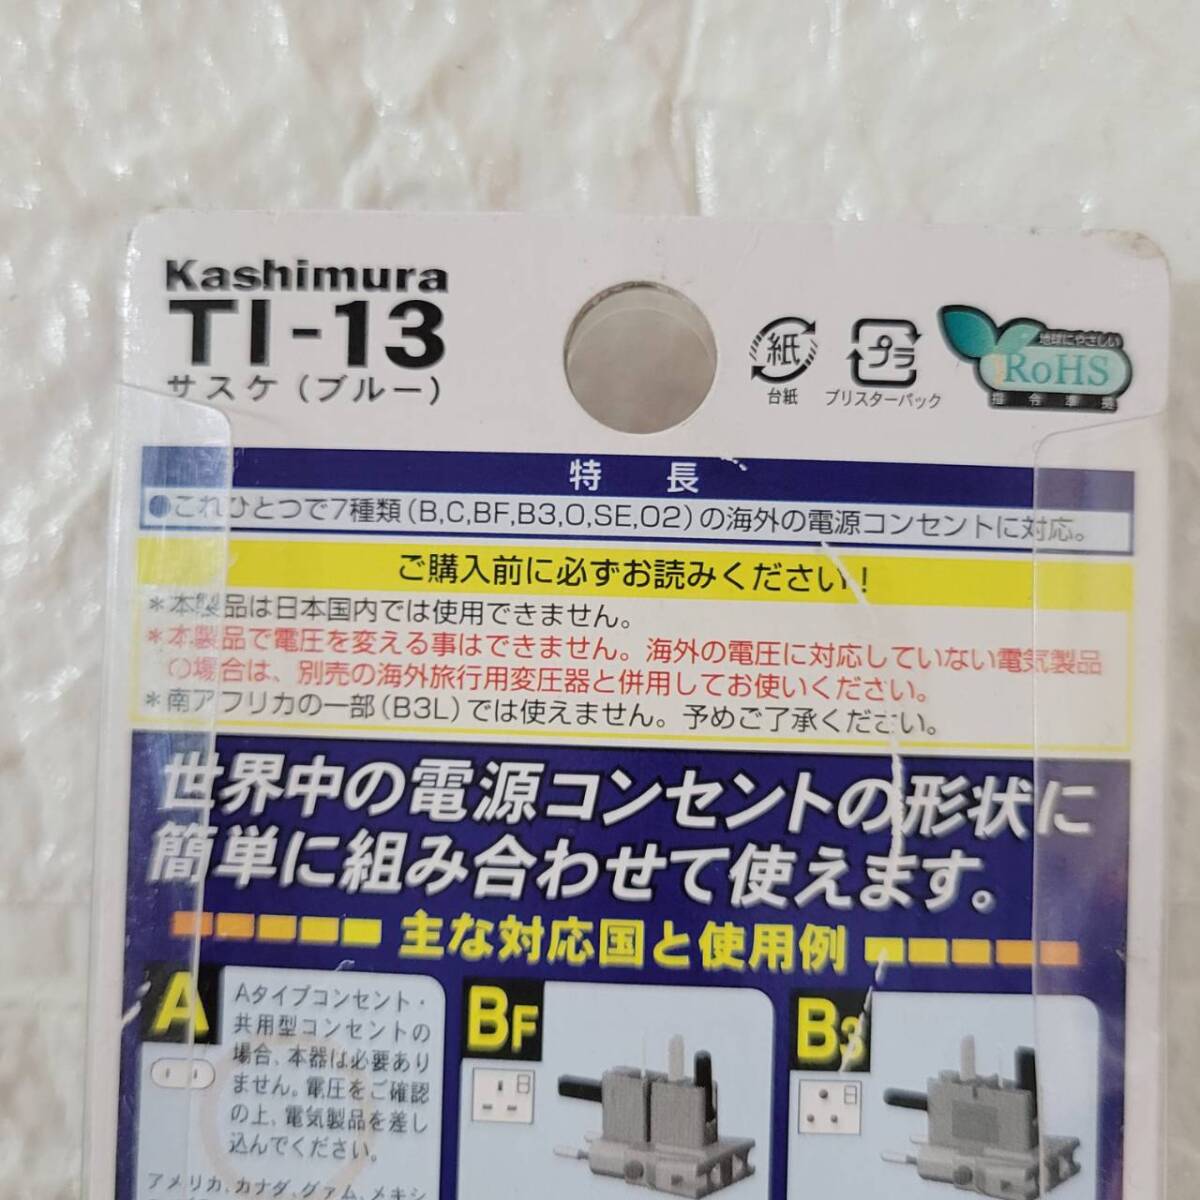 Kashimura
TI-13
サスケ（ブルー）
紙
台紙
プラ
ブリスターパック
地球にやさしい
RoHS
指令準拠
特長
●これひとつで7種類（B,C,BF,B3,O,SE,O2）の海外の電源コンセントに対応。
ご購入前に必ずお読みください！
＊本製品は日本国内では使用できません。
＊本製品で電圧を変える事はできません。海外の電圧に対応していない電気製品
の場合は、別売の海外旅行用変圧器と併用してお使いください。
＊南アフリカの一部（B3L）では使えません。予めご了承ください。
世界中の電源コンセントの形状に
簡単に組み合わせて使えます。
主な対応国と使用例
A
Aタイプコンセント・
共用型コンセントの
場合、本器は必要あり
ません。電圧をご確認
の上、電気製品を差し
込んでください。
アメリカ、カナダ、グァム、メキシ
BF
B3